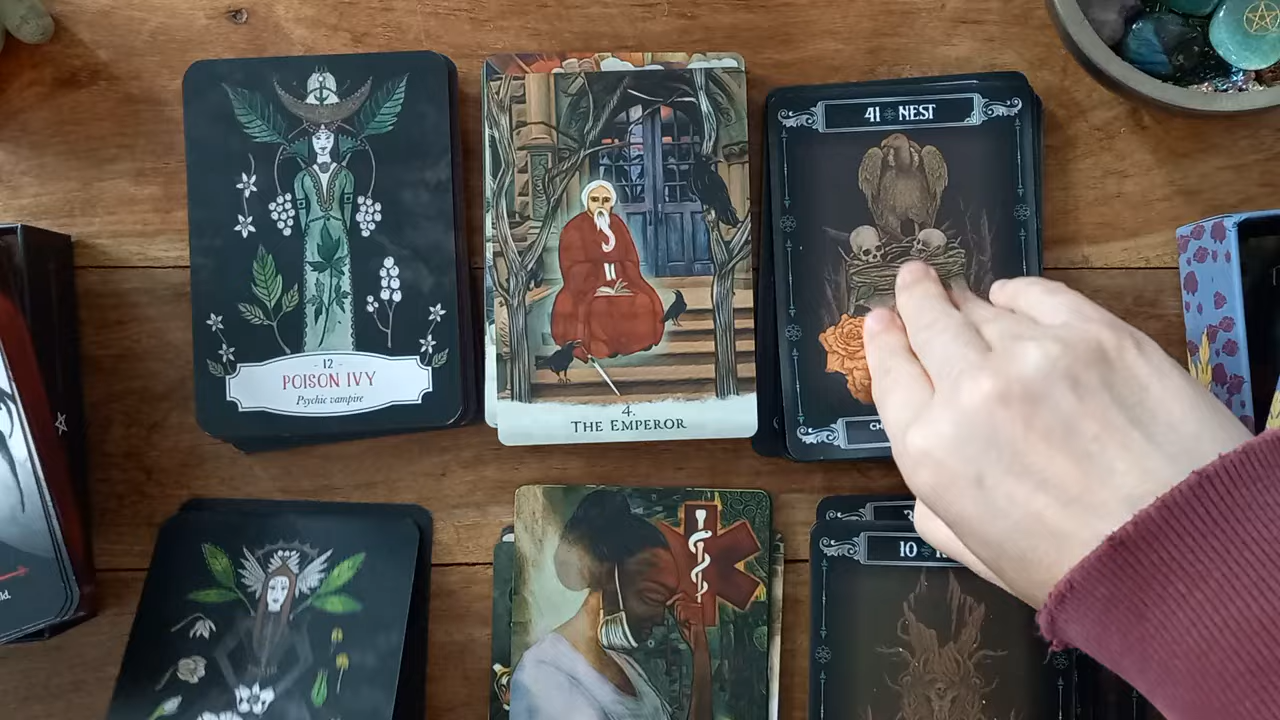 - 12 -
POISON IVY
Psychic vampire
4.
THE EMPEROR
41 NEST
10